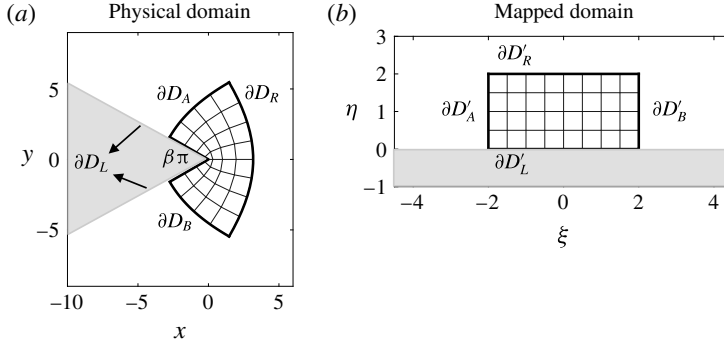 (a) Physical domain
5
0
−5
y
−10
−5
0
5
x
∂D_A
∂D_R
∂D_L
βπ
∂D_B
(b) Mapped domain
3
2
1
0
−1
η
−4
−2
0
2
4
ξ
∂D′_R
∂D′_A
∂D′_B
∂D′_L